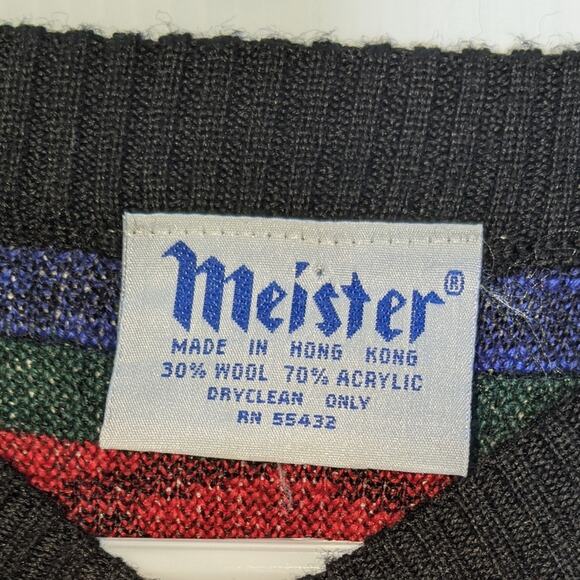 Meister®
MADE IN HONG KONG
30% WOOL 70% ACRYLIC
DRYCLEAN ONLY
RN 55432